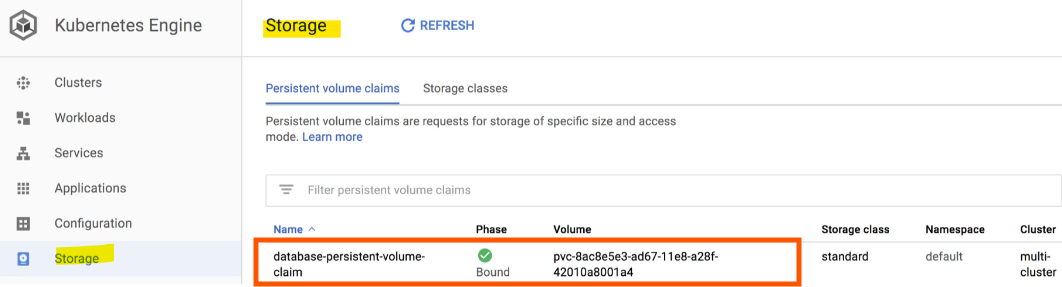 Kubernetes Engine
Storage
REFRESH
Clusters
Workloads
Services
Applications
Configuration
Storage
Persistent volume claims
Storage classes
Persistent volume claims are requests for storage of specific size and access
mode. Learn more
Filter persistent volume claims
Name Phase Volume Storage class Namespace Cluster
database-persistent-volume- pvc-8ac8e5e3-ad67-11e8-a28f- standard default multi-
claim Bound 42010a8001a4 cluster